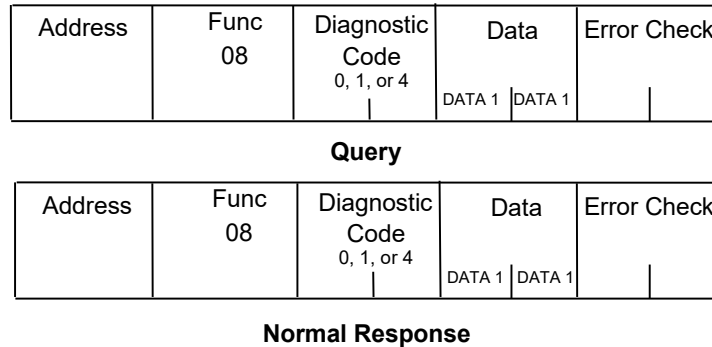 Address
Func
08
Diagnostic
Code
0, 1, or 4
Data
DATA 1 DATA 1
Error Check
Query
Address
Func
08
Diagnostic
Code
0, 1, or 4
Data
DATA 1 DATA 1
Error Check
Normal Response